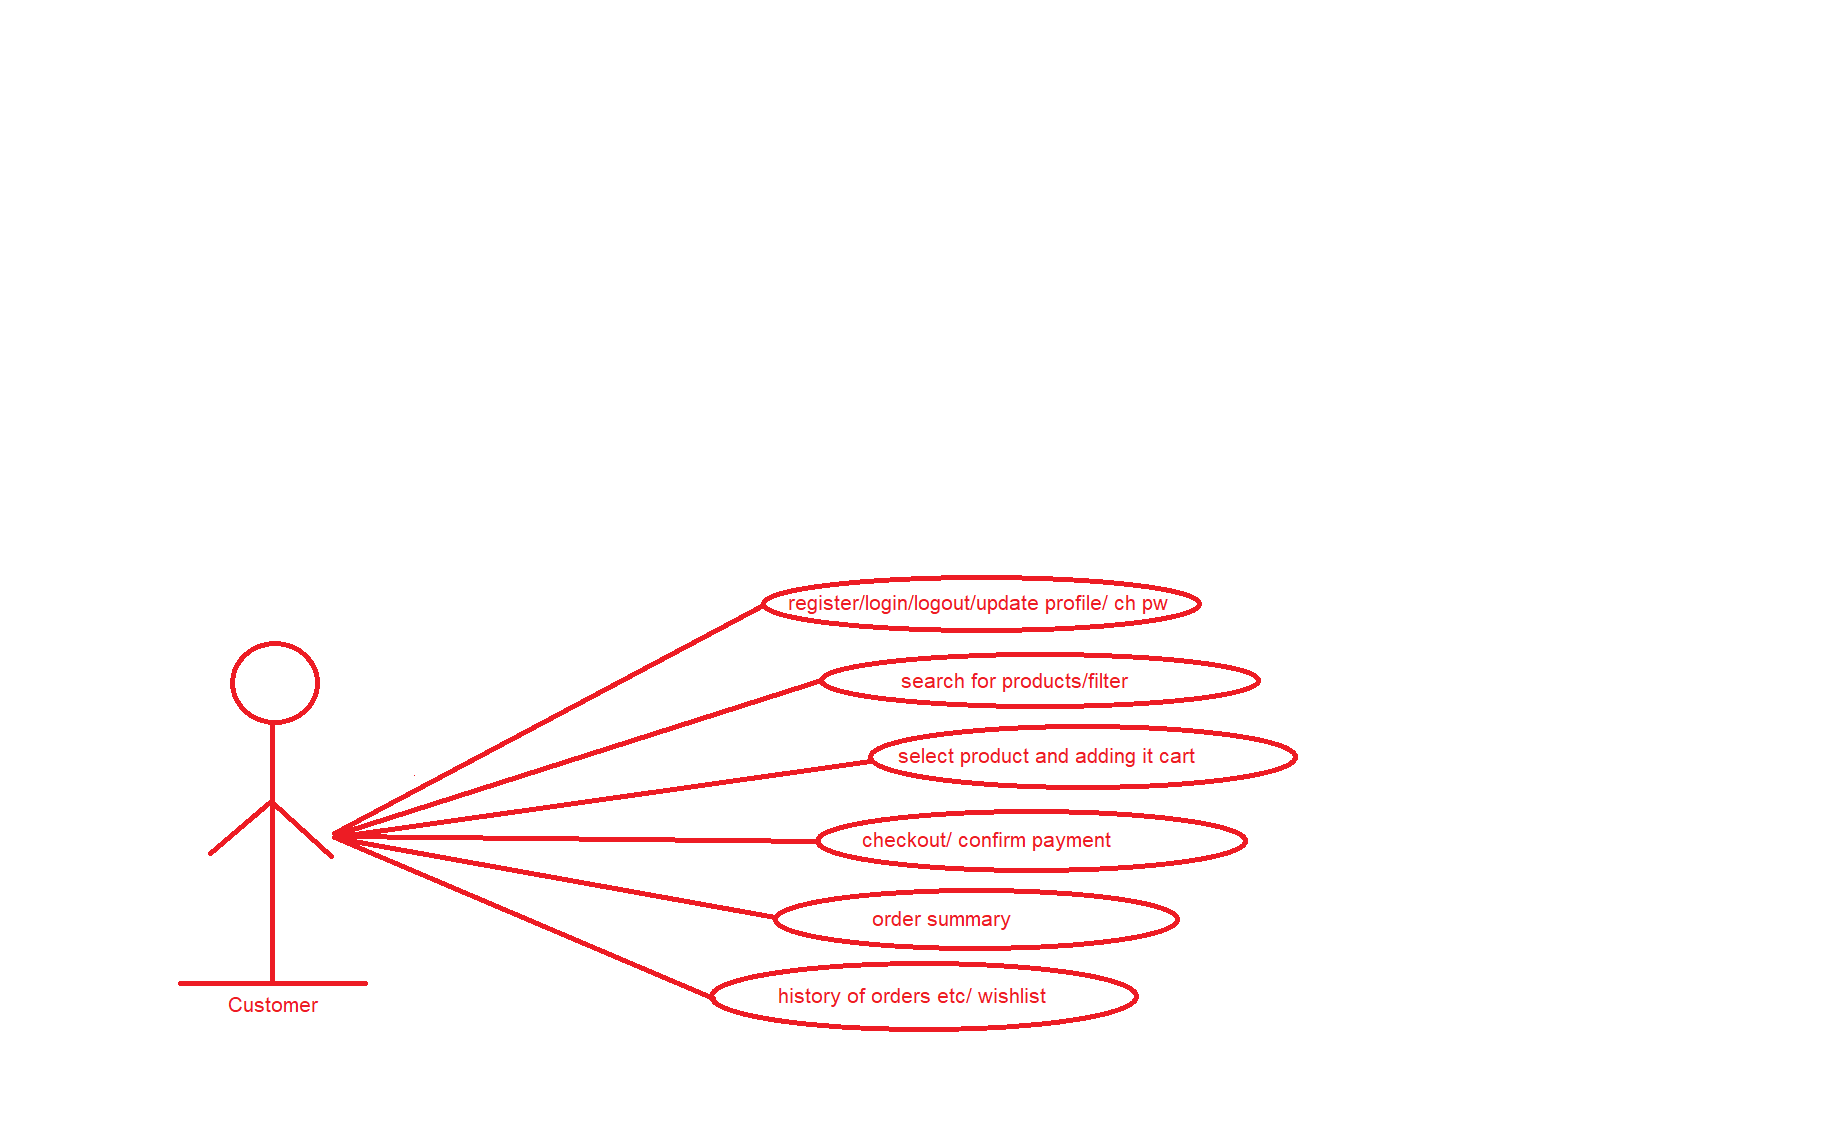 register/login/logout/update profile/ ch pw
search for products/filter
select product and adding it cart
checkout/ confirm payment
order summary
history of orders etc/ wishlist
Customer